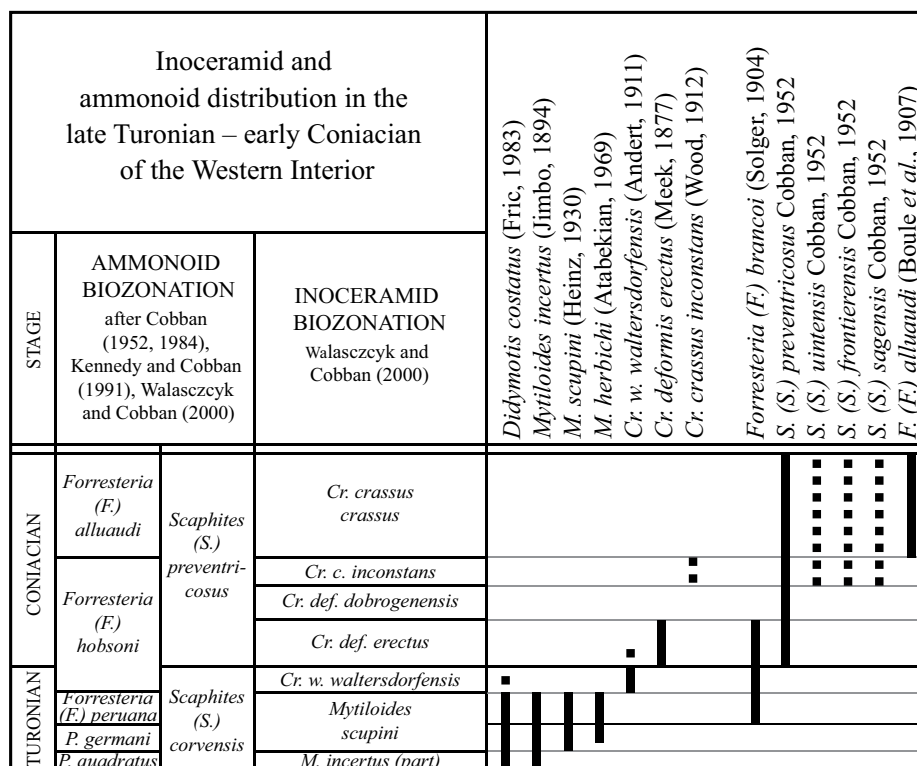 Inoceramid and
ammonoid distribution in the
late Turonian – early Coniacian
of the Western Interior
STAGE
AMMONOID
BIOZONATION
after Cobban
(1952, 1984),
Kennedy and Cobban
(1991), Walasczcyk
and Cobban (2000)
INOCERAMID
BIOZONATION
Walasczcyk and
Cobban (2000)
Didymotis costatus (Fric, 1983)
Mytiloides incertus (Jimbo, 1894)
M. scupini (Heinz, 1930)
M. herbichi (Atabekian, 1969)
Cr. w. waltersdorfensis (Andert, 1911)
Cr. deformis erectus (Meek, 1877)
Cr. crassus inconstans (Wood, 1912)
Forresteria (F.) brancoi (Solger, 1904)
S. (S.) preventricosus Cobban, 1952
S. (S.) uintensis Cobban, 1952
S. (S.) frontierensis Cobban, 1952
S. (S.) sagensis Cobban, 1952
F. (F.) alluaudi (Boule et al., 1907)
CONIACIAN
Forresteria
(F.)
alluaudi
Scaphites
(S.)
preventri-
cosus
Cr. crassus
crassus
Cr. c. inconstans
Forresteria
(F.)
hobsoni
Cr. def. dobrogenensis
Cr. def. erectus
TURONIAN
Scaphites
(S.)
corvensis
Cr. w. waltersdorfensis
Forresteria
(F.) peruana
Mytiloides
scupini
P. germani
P. quadratus
M. incertus (part)